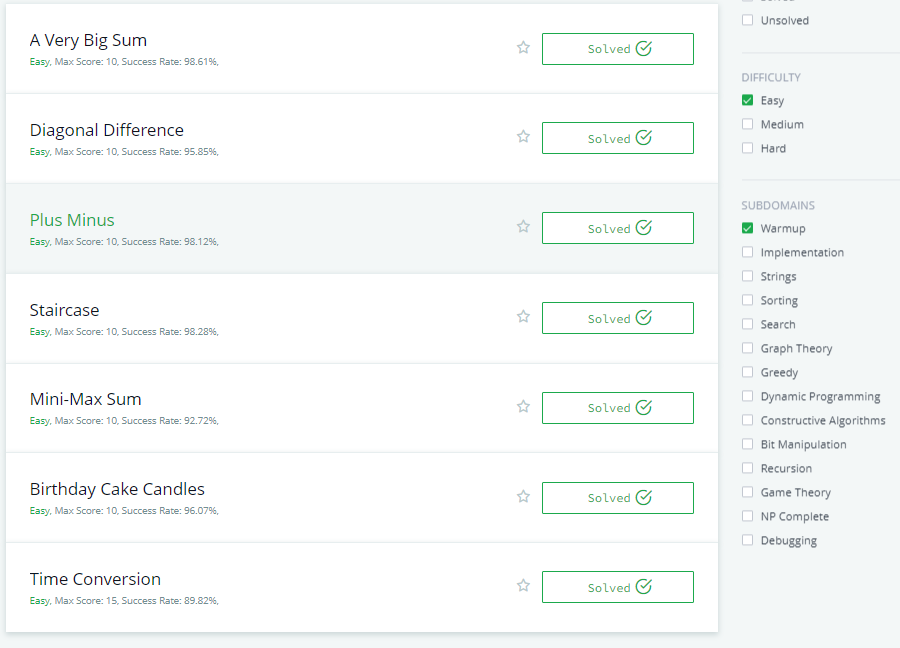 A Very Big Sum
Easy, Max Score: 10, Success Rate: 98.61%,
Solved
Diagonal Difference
Easy, Max Score: 10, Success Rate: 95.85%,
Solved
Plus Minus
Easy, Max Score: 10, Success Rate: 98.12%,
Solved
Staircase
Easy, Max Score: 10, Success Rate: 98.28%,
Solved
Mini-Max Sum
Easy, Max Score: 10, Success Rate: 92.72%,
Solved
Birthday Cake Candles
Easy, Max Score: 10, Success Rate: 96.07%,
Solved
Time Conversion
Easy, Max Score: 15, Success Rate: 89.82%,
Solved
Unsolved
DIFFICULTY
Easy
Medium
Hard
SUBDOMAINS
Warmup
Implementation
Strings
Sorting
Search
Graph Theory
Greedy
Dynamic Programming
Constructive Algorithms
Bit Manipulation
Recursion
Game Theory
NP Complete
Debugging